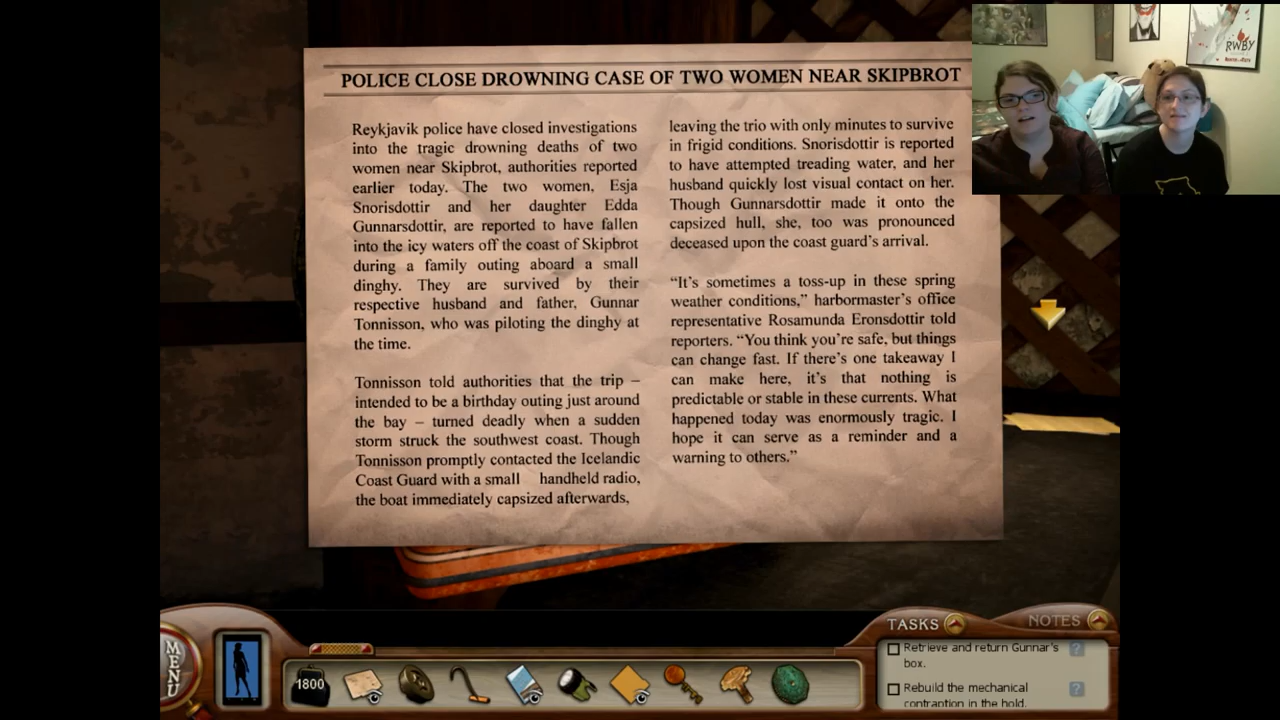 POLICE CLOSE DROWNING CASE OF TWO WOMEN NEAR SKIPBROT
Reykjavik police have closed investigations
into the tragic drowning deaths of two
women near Skipbrot, authorities reported
earlier today. The two women, Esja
Snorisdottir and her daughter Edda
Gunnarsdottir, are reported to have fallen
into the icy waters off the coast of Skipbrot
during a family outing aboard a small
dinghy. They are survived by their
respective husband and father, Gunnar
Tonnisson, who was piloting the dinghy at
the time.
Tonnisson told authorities that the trip –
intended to be a birthday outing just around
the bay – turned deadly when a sudden
storm struck the southwest coast. Though
Tonnisson promptly contacted the Icelandic
Coast Guard with a small handheld radio,
the boat immediately capsized afterwards,
leaving the trio with only minutes to survive
in frigid conditions. Snorisdottir is reported
to have attempted treading water, and her
husband quickly lost visual contact on her.
Though Gunnarsdottir made it onto the
capsized hull, she, too was pronounced
deceased upon the coast guard's arrival.
“It's sometimes a toss-up in these spring
weather conditions,” harbormaster's office
representative Rosamunda Eronsdottir told
reporters. “You think you're safe, but things
can change fast. If there's one takeaway I
can make here, it's that nothing is
predictable or stable in these currents. What
happened today was enormously tragic. I
hope it can serve as a reminder and a
warning to others.”
RWBY
MENU
1800
TASKS
NOTES
Retrieve and return Gunnar's
box.
?
Rebuild the mechanical
contraption in the hold.
?